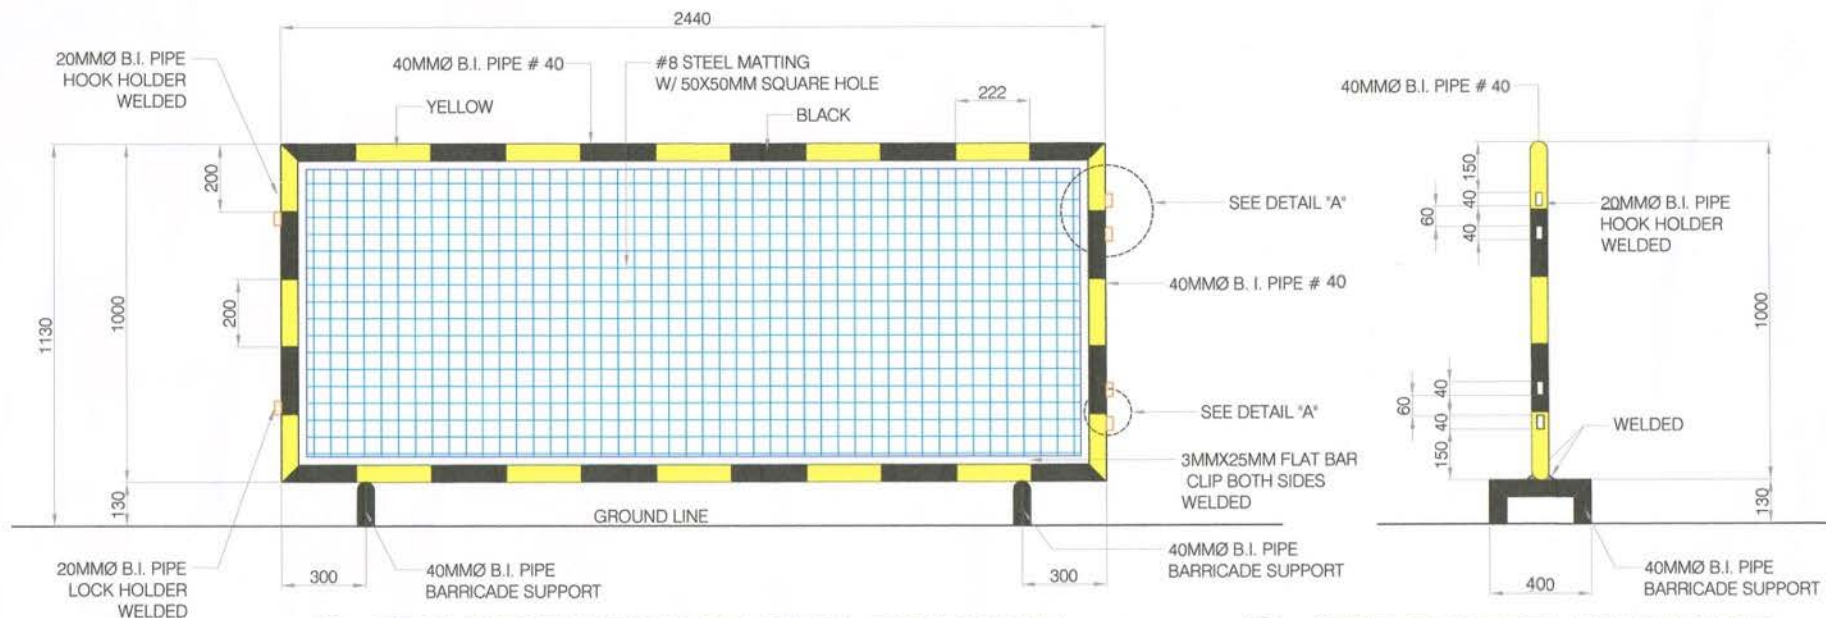 2440
20MMØ B.I. PIPE
HOOK HOLDER
WELDED
40MMØ B.I. PIPE # 40
#8 STEEL MATTING
W/ 50X50MM SQUARE HOLE
YELLOW
BLACK
222
200
200
1130
1000
130
SEE DETAIL "A"
40MMØ B. I. PIPE # 40
SEE DETAIL "A"
3MMX25MM FLAT BAR
CLIP BOTH SIDES
WELDED
GROUND LINE
20MMØ B.I. PIPE
LOCK HOLDER
WELDED
300
40MMØ B.I. PIPE
BARRICADE SUPPORT
300
40MMØ B.I. PIPE
BARRICADE SUPPORT
40MMØ B.I. PIPE # 40
150
40
60
40
20MMØ B.I. PIPE
HOOK HOLDER
WELDED
1000
40
60
40
150
WELDED
130
400
40MMØ B.I. PIPE
BARRICADE SUPPORT